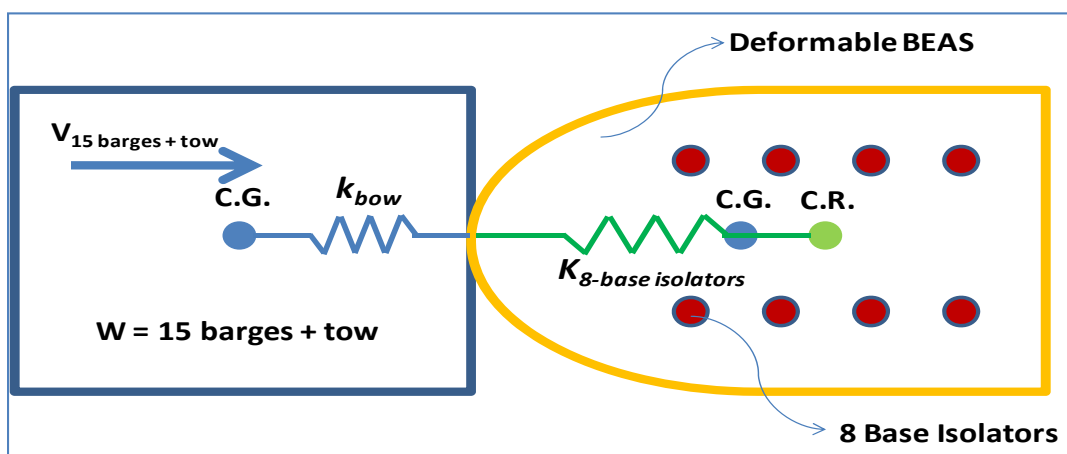 Deformable BEAS
V15 barges + tow
C.G.
kbow
C.G.
C.R.
K8-base isolators
W = 15 barges + tow
8 Base Isolators